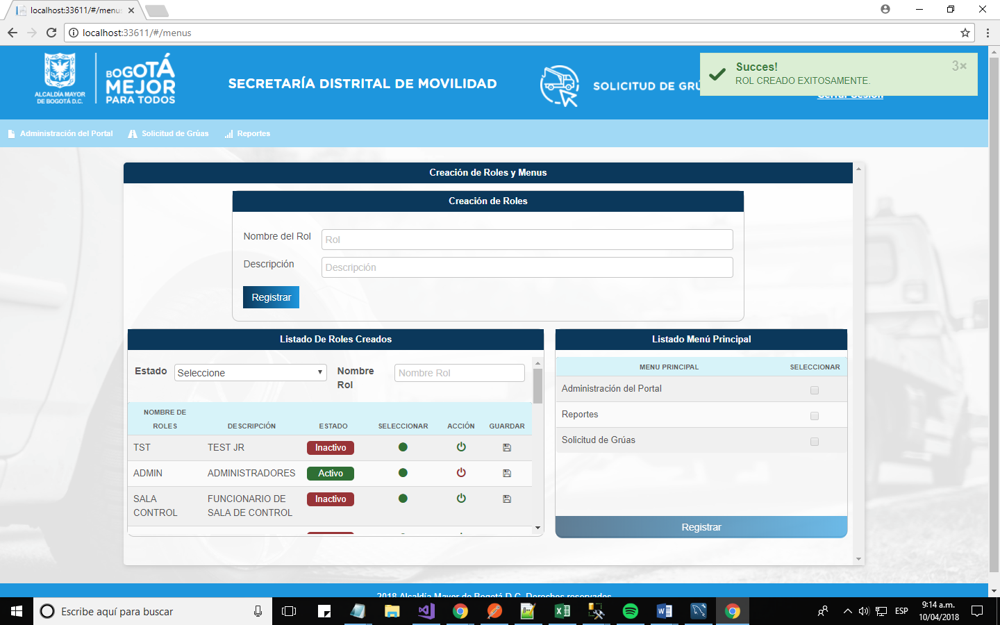 localhost:33611/#/menu
localhost:33611/#/menus
ALCALDÍA MAYOR
DE BOGOTÁ D.C.
BOGOTÁ
MEJOR
PARA TODOS
SECRETARÍA DISTRITAL DE MOVILIDAD
SOLICITUD DE GRÚ
Succes!
3×
ROL CREADO EXITOSAMENTE.
Cerrar Sesión
Administración del Portal
Solicitud de Grúas
Reportes
Creación de Roles y Menus
Creación de Roles
Nombre del Rol
Rol
Descripción
Descripción
Registrar
Listado De Roles Creados
Estado
Seleccione
Nombre
Rol
Nombre Rol
NOMBRE DE
ROLES
DESCRIPCIÓN
ESTADO
SELECCIONAR
ACCIÓN
GUARDAR
TST
TEST JR
Inactivo
ADMIN
ADMINISTRADORES
Activo
SALA
CONTROL
FUNCIONARIO DE
SALA DE CONTROL
Inactivo
Listado Menú Principal
MENU PRINCIPAL
SELECCIONAR
Administración del Portal
Reportes
Solicitud de Grúas
Registrar
2018 Alcaldía Mayor de Bogotá D.C. Derechos reservados
Escribe aquí para buscar
ESP
9:14 a.m.
10/04/2018